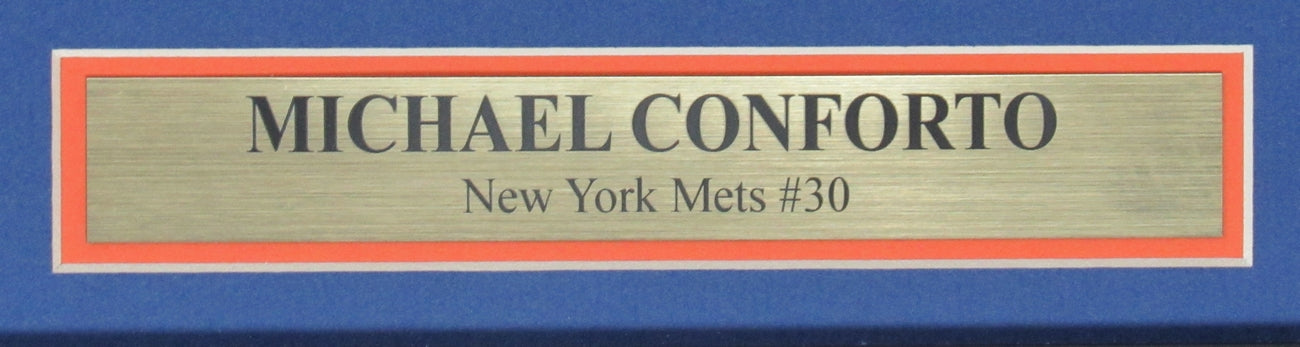 MICHAEL CONFORTO
New York Mets #30